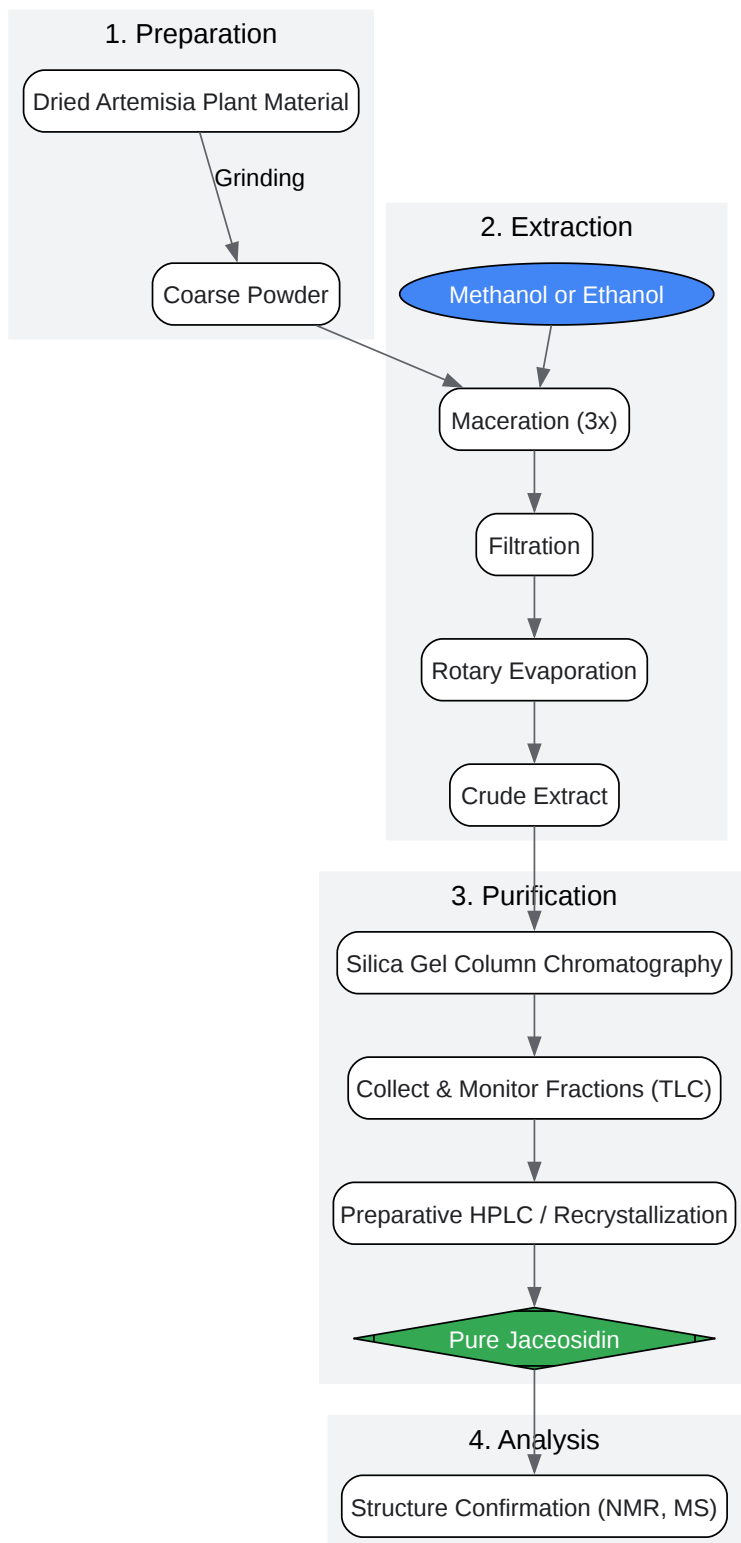 1. Preparation
Dried Artemisia Plant Material
Grinding
Coarse Powder
2. Extraction
Methanol or Ethanol
Maceration (3x)
Filtration
Rotary Evaporation
Crude Extract
3. Purification
Silica Gel Column Chromatography
Collect & Monitor Fractions (TLC)
Preparative HPLC / Recrystallization
Pure Jaceosidin
4. Analysis
Structure Confirmation (NMR, MS)